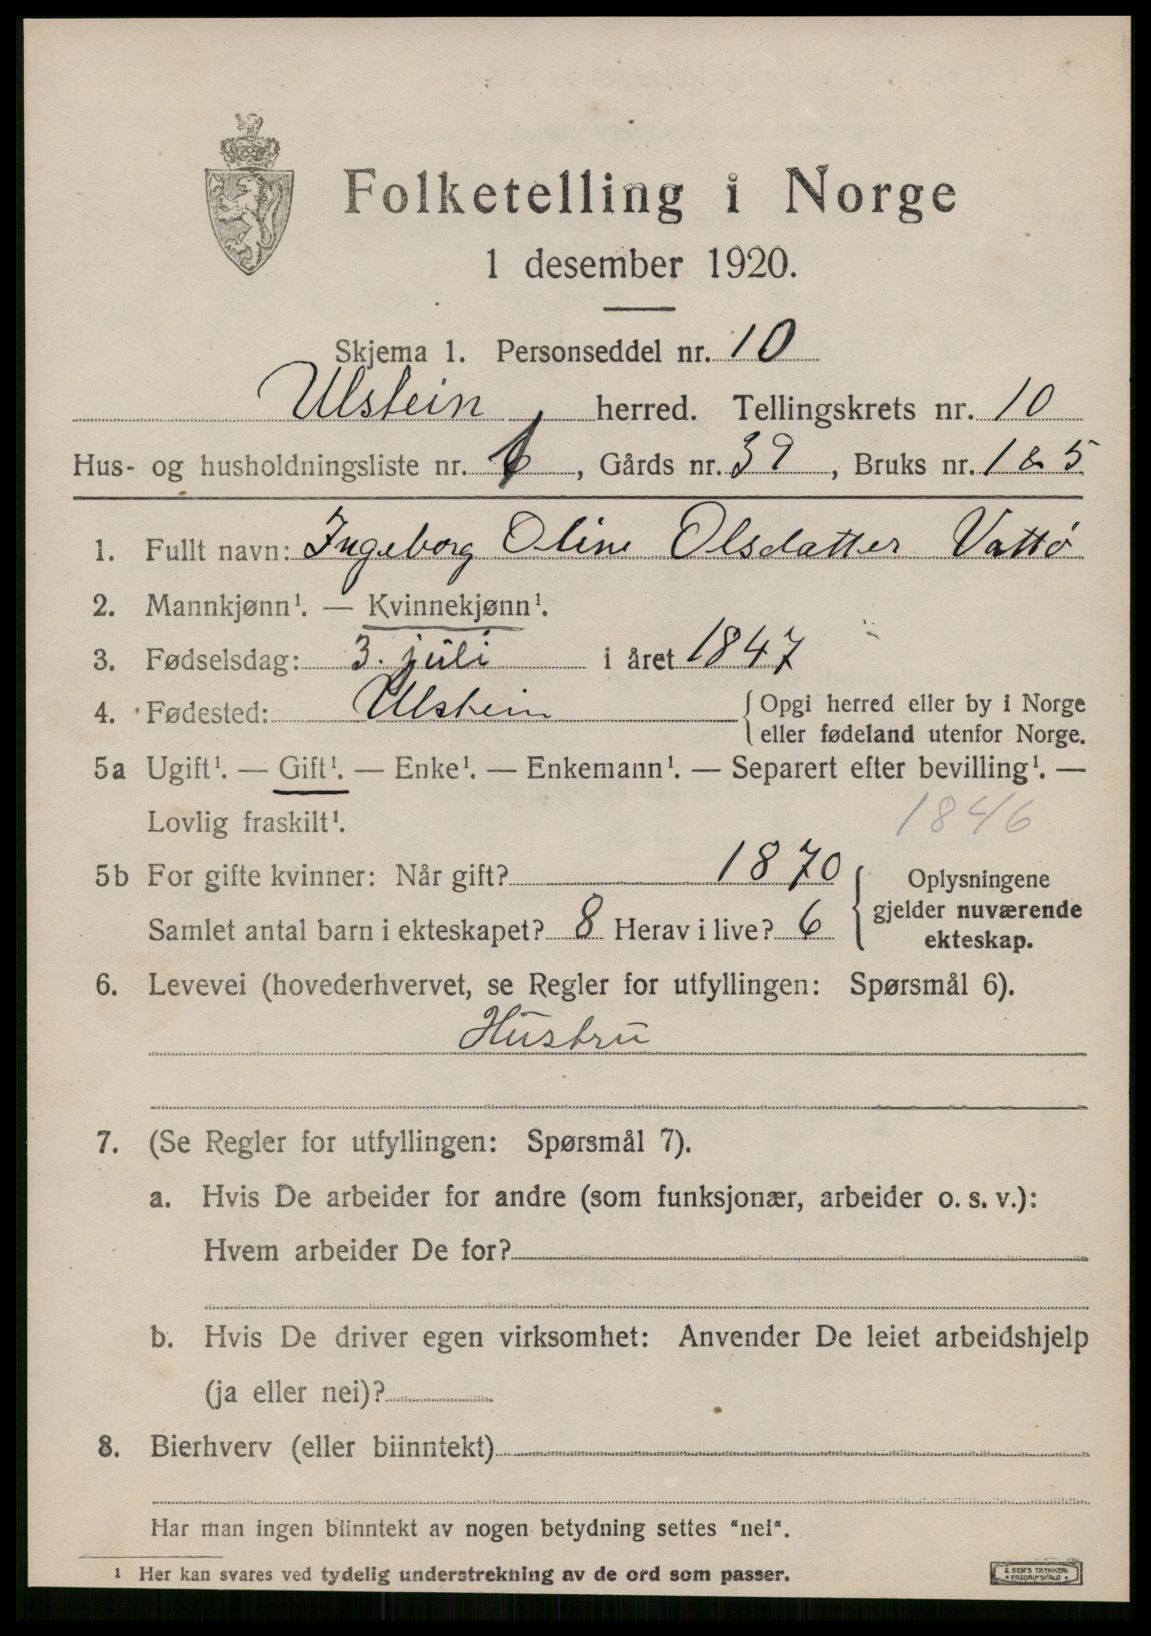 Folketelling i Norge
1 desember 1920.
Skjema 1. Personseddel nr. 10
Ulstein herred. Tellingskrets nr. 10
Hus- og husholdningsliste nr. , Gårds nr. 39, Bruks nr. 1 & 5
1. Fullt navn: Ingeborg Oline Olsdatter Vattø
2. Mannkjønn¹. — Kvinnekjønn¹.
3. Fødselsdag: 3. juli i året 1847
4. Fødested: Ulstein { Opgi herred eller by i Norge
eller fødeland utenfor Norge.
5a Ugift¹. — Gift¹. — Enke¹. — Enkemann¹. — Separert efter bevilling¹. —
Lovlig fraskilt¹. 1846
5b For gifte kvinner: Når gift? 1870
Samlet antal barn i ekteskapet? 8 Herav i live? 6
{ Oplysningene
gjelder nuværende
ekteskap.
6. Levevei (hovederhvervet, se Regler for utfyllingen: Spørsmål 6).
Hustru
7. (Se Regler for utfyllingen: Spørsmål 7).
a. Hvis De arbeider for andre (som funksjonær, arbeider o. s. v.):
Hvem arbeider De for?
b. Hvis De driver egen virksomhet: Anvender De leiet arbeidshjelp
(ja eller nei)?
8. Bierhverv (eller biinntekt)
Har man ingen biinntekt av nogen betydning settes "nei".
¹ Her kan svares ved tydelig understrekning av de ord som passer.
E. SEM'S TRYKKERI
• FREDRIKSHALD •